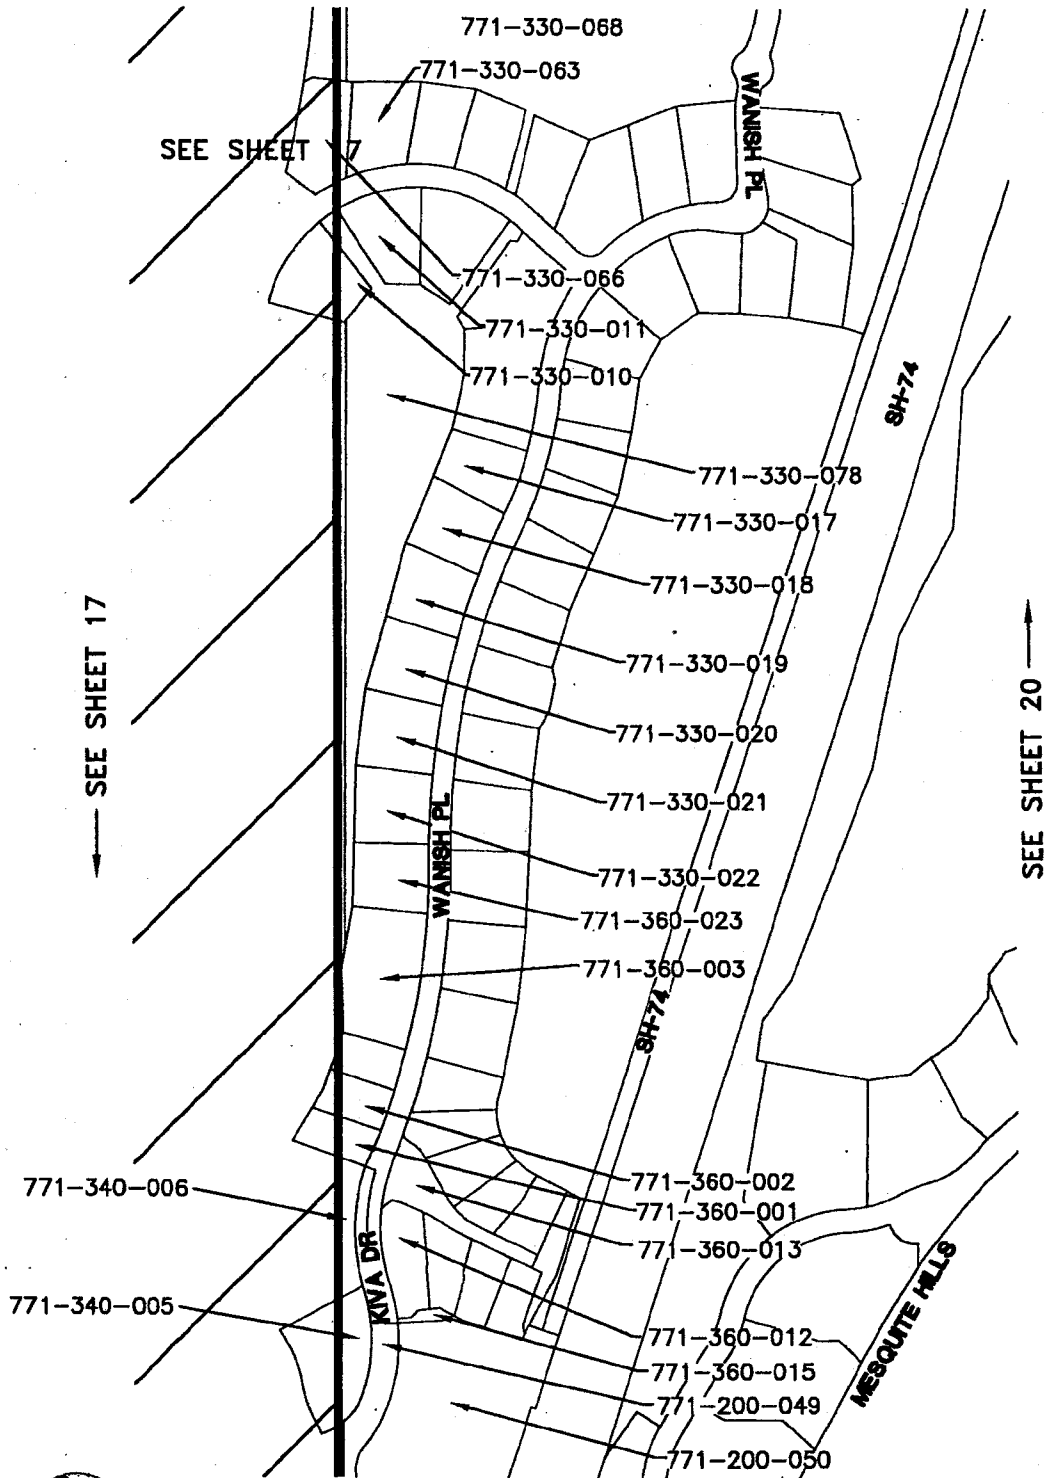 771-330-068
771-330-063
WANISH PL
SEE SHEET 7
771-330-066
771-330-011
771-330-010
SH-74
771-330-078
771-330-017
771-330-018
SEE SHEET 17
771-330-019
SEE SHEET 20
771-330-020
771-330-021
WANISH PL
771-330-022
771-360-023
771-360-003
SH-74
771-360-002
771-340-006
771-360-001
771-360-013
KIVA DR
MESQUITE HILLS
771-340-005
771-360-012
771-360-015
771-200-049
771-200-050